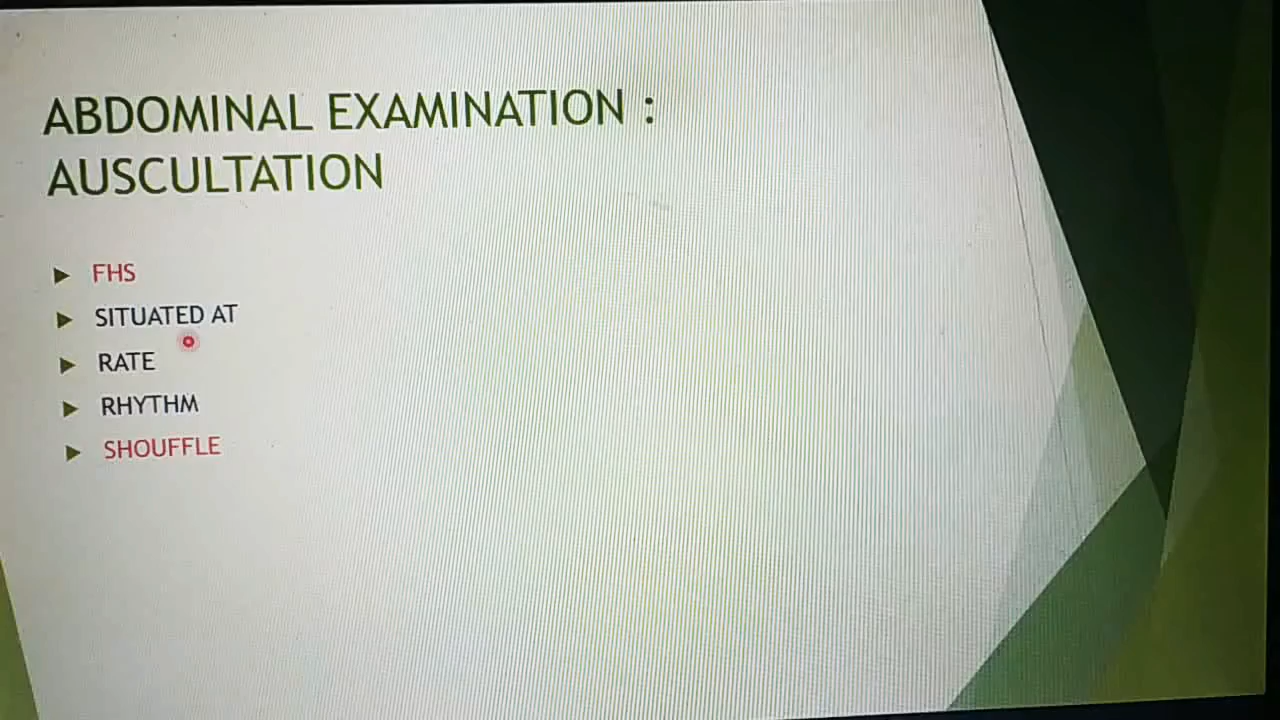 ABDOMINAL EXAMINATION :
AUSCULTATION
FHS
SITUATED AT
RATE
RHYTHM
SHOUFFLE